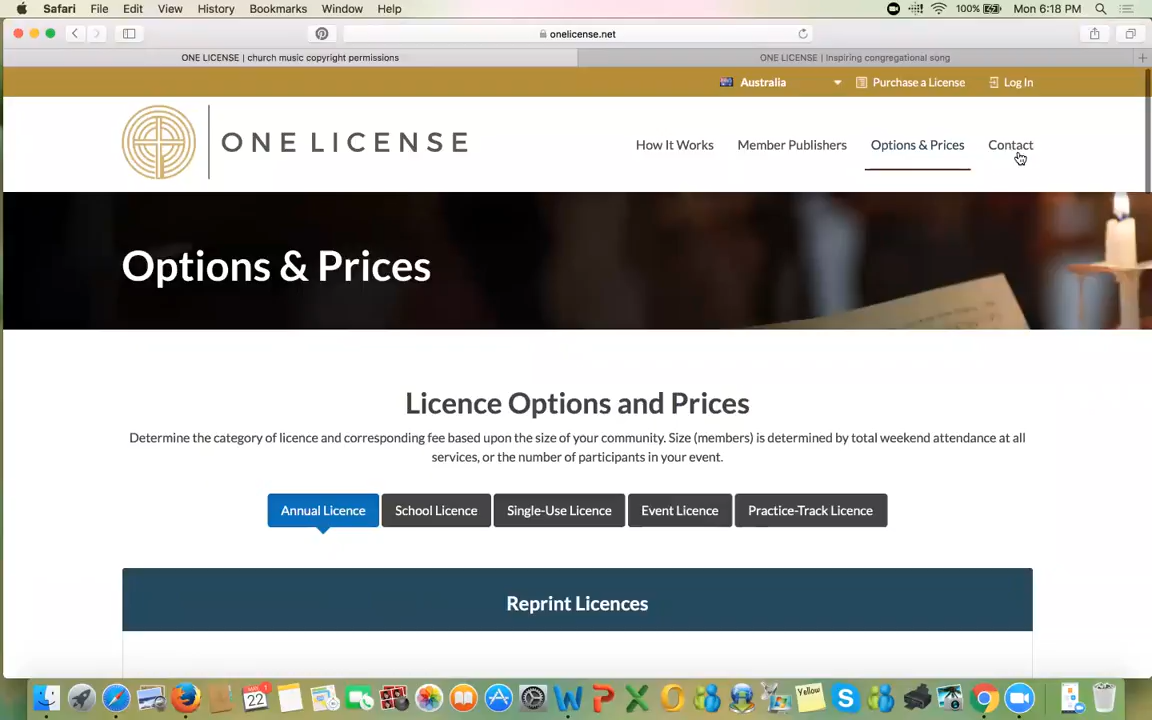 Safari File Edit View History Bookmarks Window Help 100% Mon 6:18 PM
onelicense.net
ONE LICENSE | church music copyright permissions ONE LICENSE | Inspiring congregational song
Australia Purchase a License Log In
ONE LICENSE How It Works Member Publishers Options & Prices Contact
Options & Prices
Licence Options and Prices
Determine the category of licence and corresponding fee based upon the size of your community. Size (members) is determined by total weekend attendance at all
services, or the number of participants in your event.
Annual Licence School Licence Single-Use Licence Event Licence Practice-Track Licence
Reprint Licences
MAY 22 1 W P X O Yellow S